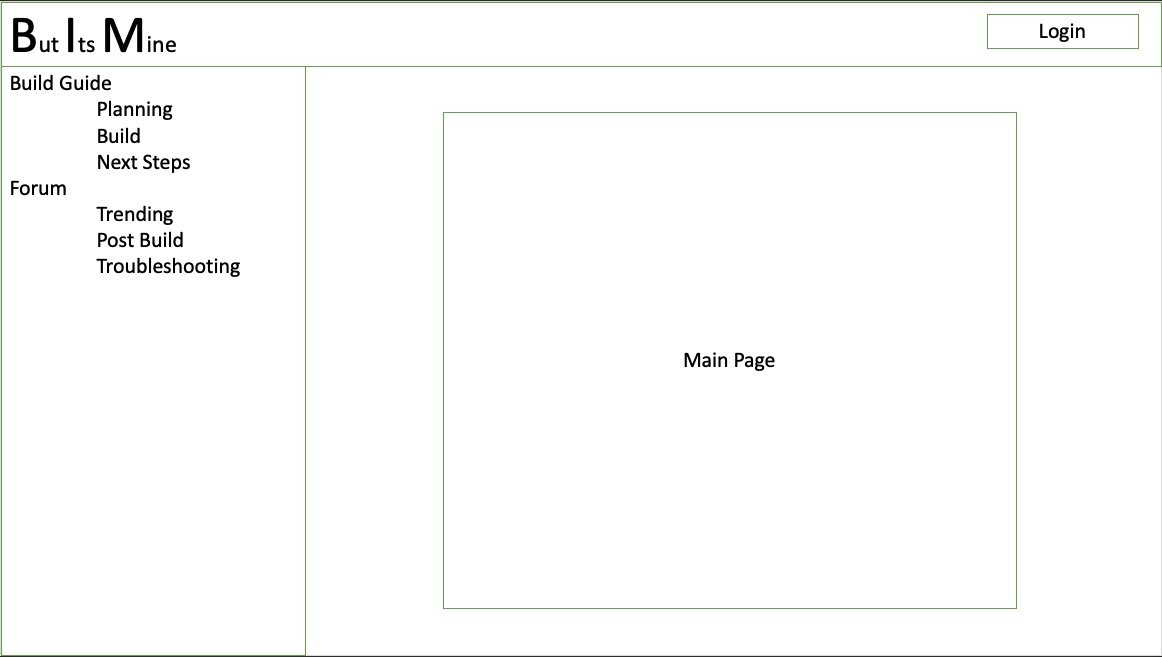 But Its Mine
Login
Build Guide
Planning
Build
Next Steps
Forum
Trending
Post Build
Troubleshooting
Main Page